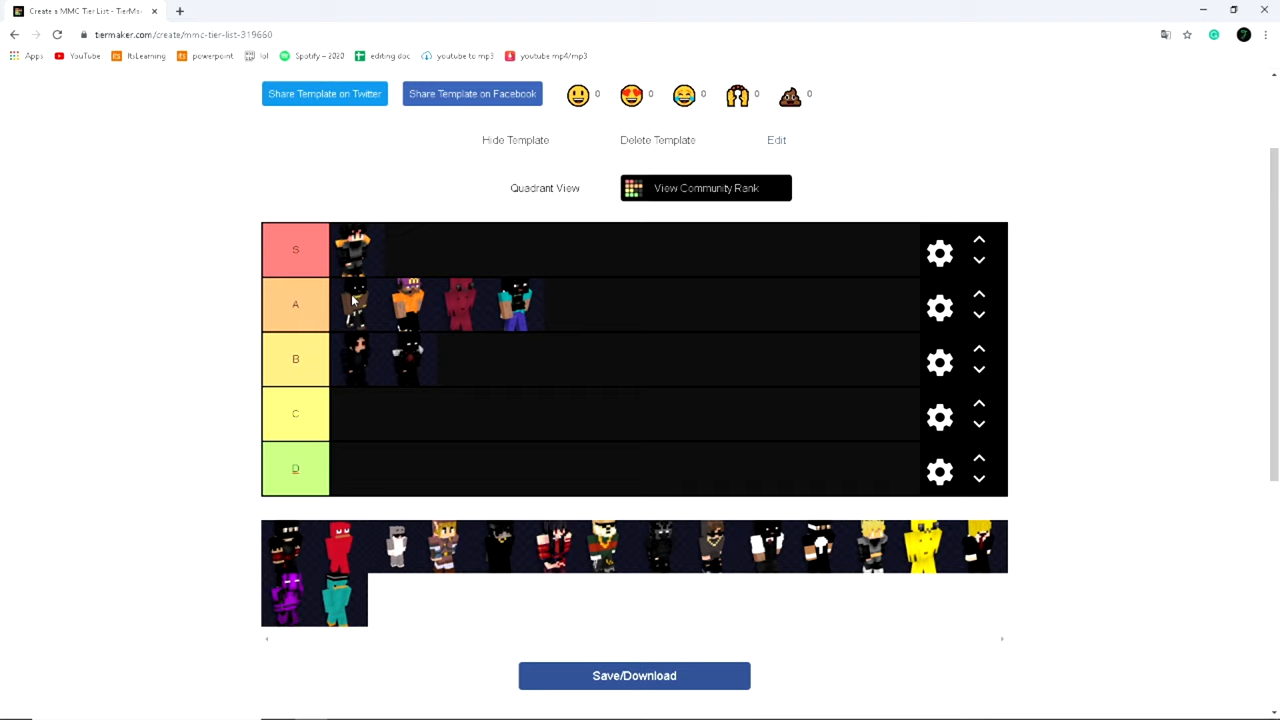 Create a MMC Tier List - TierMa
tiermaker.com/create/mmc-tier-list-319660
Apps YouTube its ItsLearning its powerpoint lol Spotify – 2020 editing doc youtube to mp3 youtube mp4/mp3
Share Template on Twitter Share Template on Facebook 0 0 0 0 0
Hide Template Delete Template Edit
Quadrant View View Community Rank
S
A
B
C
D
Save/Download